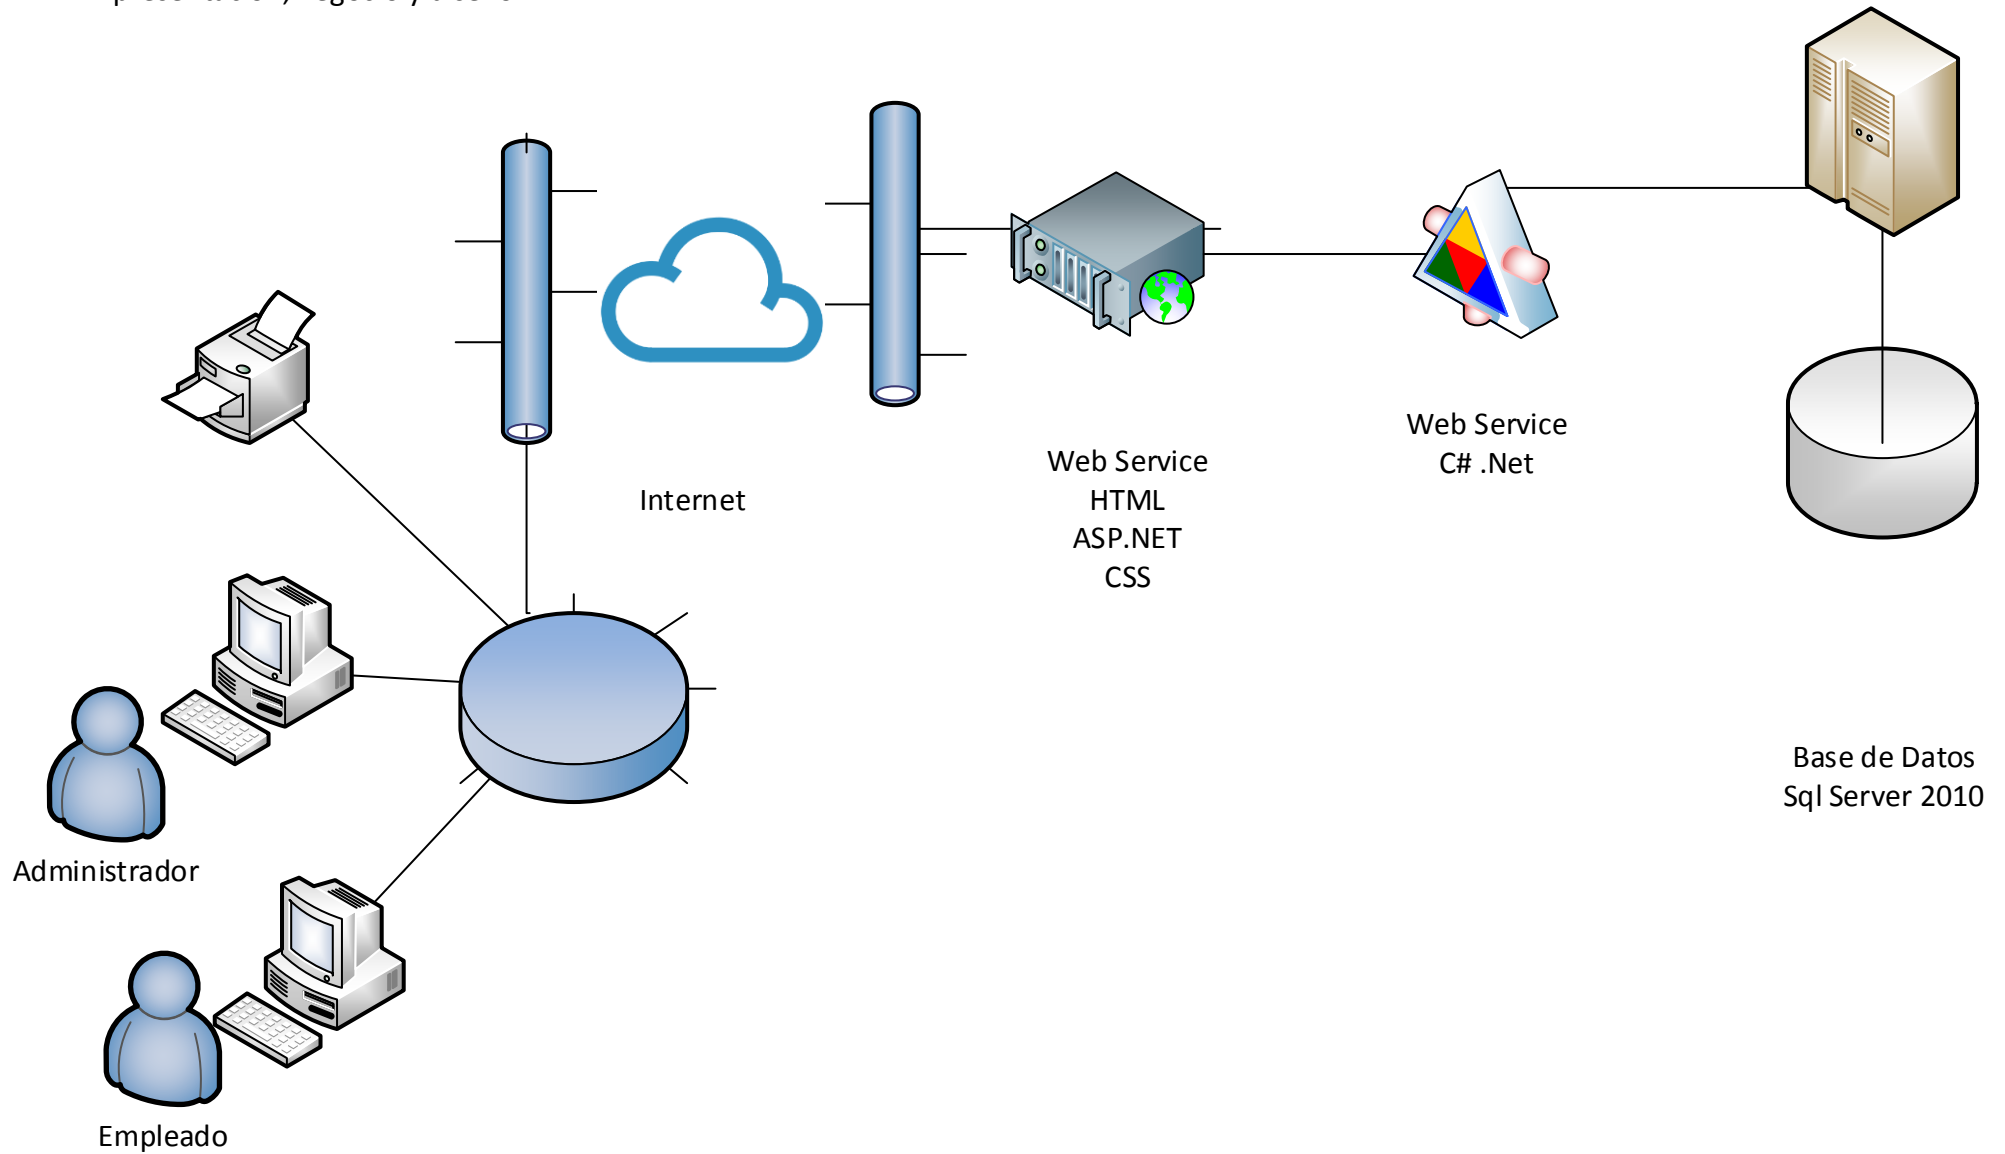 Internet
Web Service
HTML
ASP.NET
CSS
Web Service
C# .Net
Base de Datos
Sql Server 2010
Administrador
Empleado